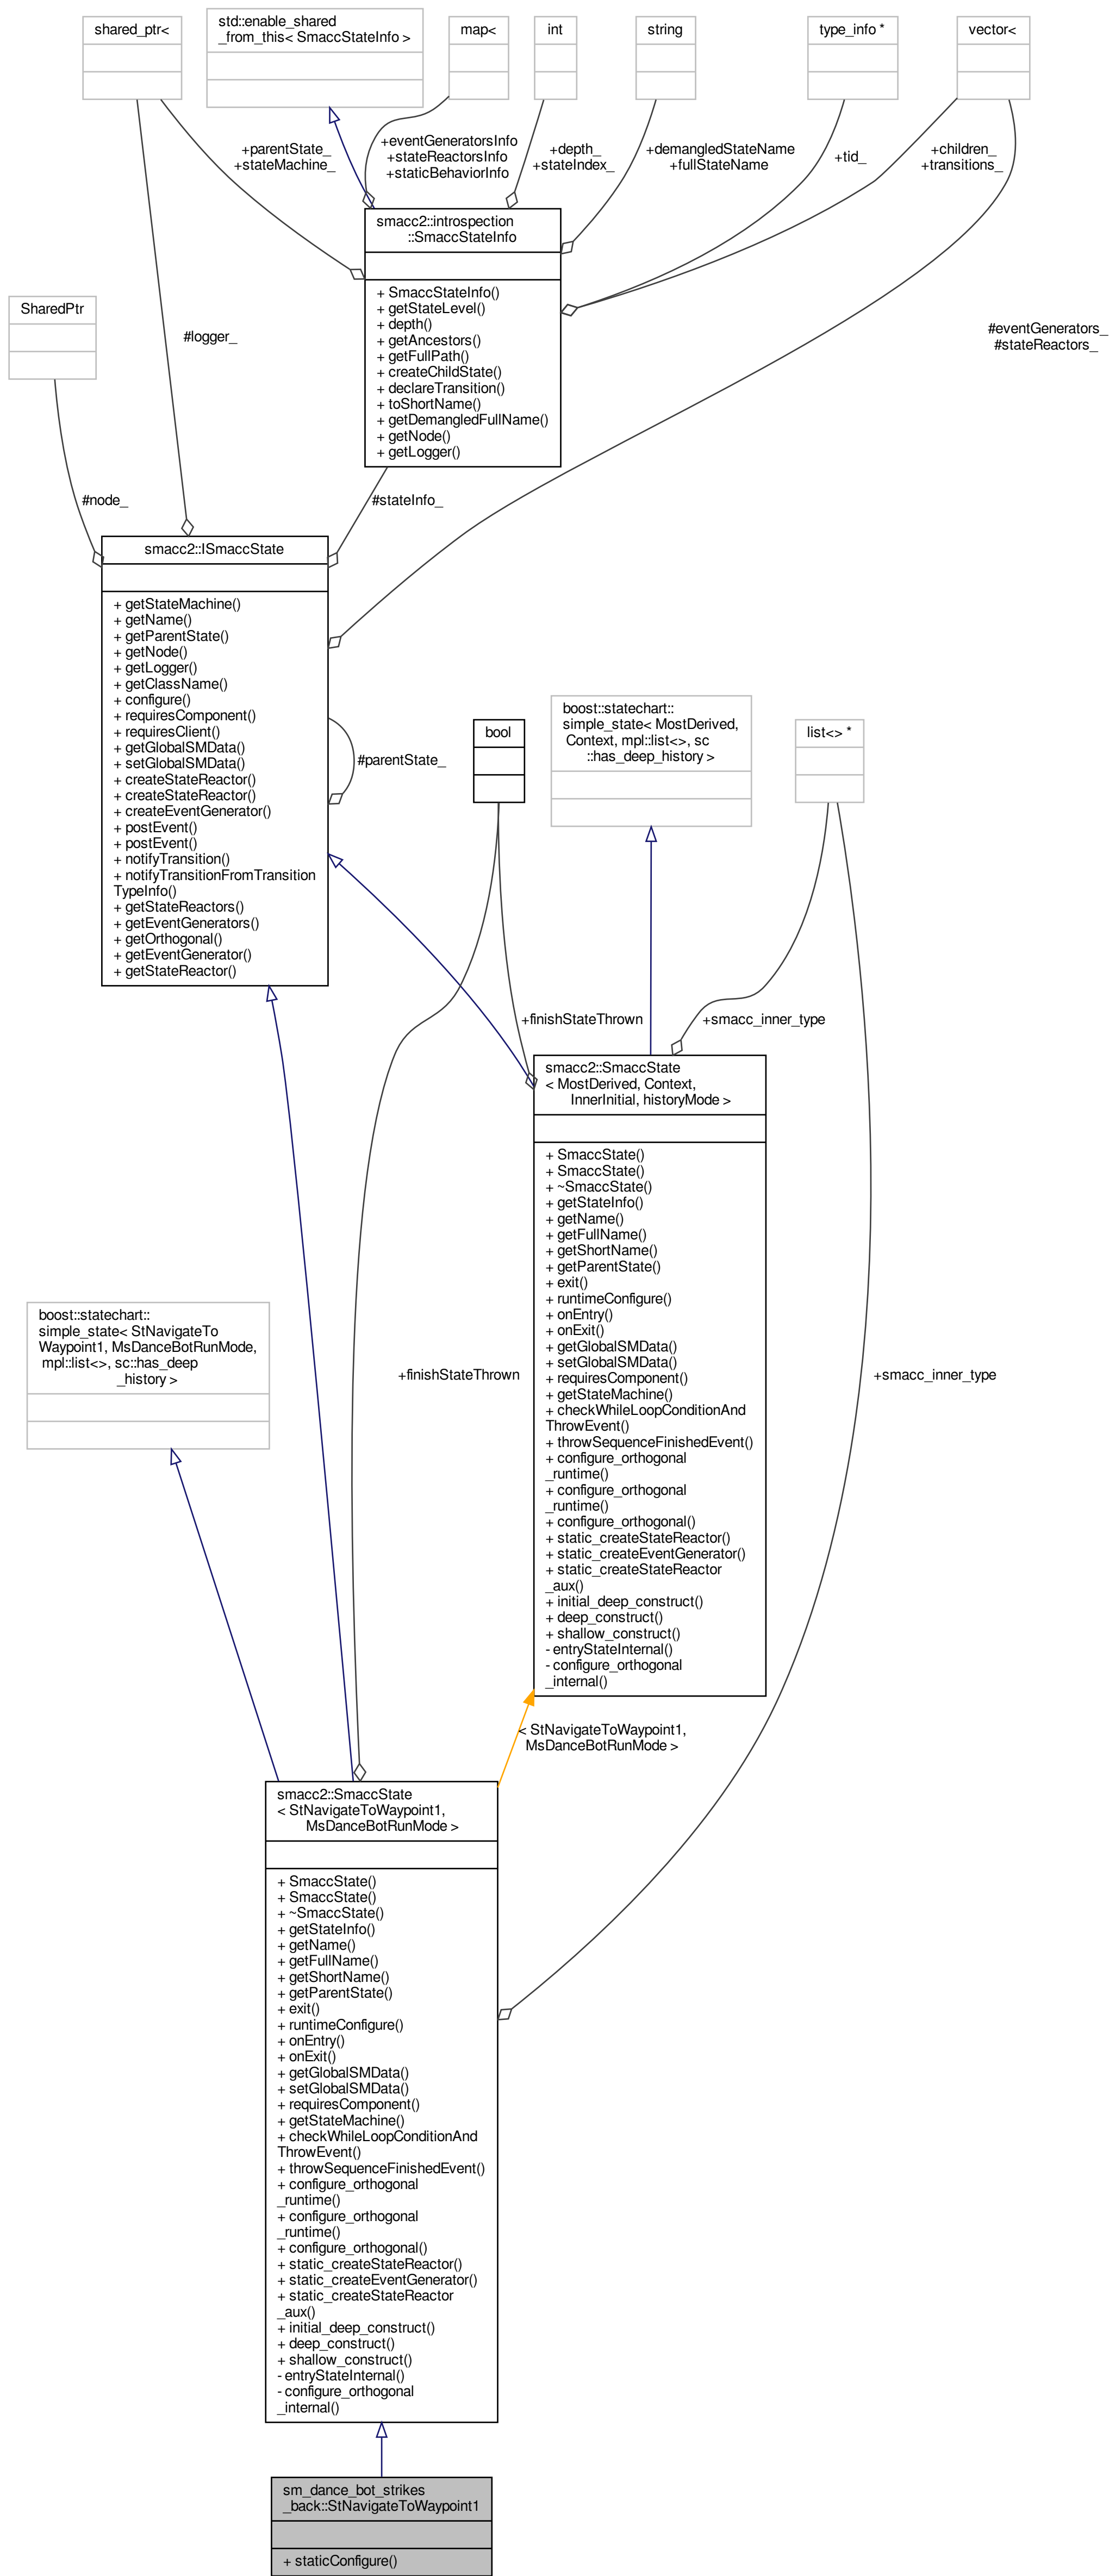 shared_ptr<
std::enable_shared
_from_this< SmaccStateInfo >
map<
int
string
type_info *
vector<
+parentState_
+stateMachine_
+eventGeneratorsInfo
+stateReactorsInfo
+staticBehaviorInfo
+depth_
+stateIndex_
+demangledStateName
+fullStateName
+tid_
+children_
+transitions_
smacc2::introspection
::SmaccStateInfo
+ SmaccStateInfo()
+ getStateLevel()
+ depth()
+ getAncestors()
+ getFullPath()
+ createChildState()
+ declareTransition()
+ toShortName()
+ getDemangledFullName()
+ getNode()
+ getLogger()
SharedPtr
#logger_
#eventGenerators_
#stateReactors_
#node_
#stateInfo_
smacc2::ISmaccState
+ getStateMachine()
+ getName()
+ getParentState()
+ getNode()
+ getLogger()
+ getClassName()
+ configure()
+ requiresComponent()
+ requiresClient()
+ getGlobalSMData()
+ setGlobalSMData()
+ createStateReactor()
+ createStateReactor()
+ createEventGenerator()
+ postEvent()
+ postEvent()
+ notifyTransition()
+ notifyTransitionFromTransition
TypeInfo()
+ getStateReactors()
+ getEventGenerators()
+ getOrthogonal()
+ getEventGenerator()
+ getStateReactor()
#parentState_
bool
boost::statechart::
simple_state< MostDerived,
Context, mpl::list<>, sc
::has_deep_history >
list<> *
+finishStateThrown
+smacc_inner_type
smacc2::SmaccState
< MostDerived, Context,
InnerInitial, historyMode >
+ SmaccState()
+ SmaccState()
+ ~SmaccState()
+ getStateInfo()
+ getName()
+ getFullName()
+ getShortName()
+ getParentState()
+ exit()
+ runtimeConfigure()
+ onEntry()
+ onExit()
+ getGlobalSMData()
+ setGlobalSMData()
+ requiresComponent()
+ getStateMachine()
+ checkWhileLoopConditionAnd
ThrowEvent()
+ throwSequenceFinishedEvent()
+ configure_orthogonal
_runtime()
+ configure_orthogonal
_runtime()
+ configure_orthogonal()
+ static_createStateReactor()
+ static_createEventGenerator()
+ static_createStateReactor
_aux()
+ initial_deep_construct()
+ deep_construct()
+ shallow_construct()
- entryStateInternal()
- configure_orthogonal
_internal()
boost::statechart::
simple_state< StNavigateTo
Waypoint1, MsDanceBotRunMode,
mpl::list<>, sc::has_deep
_history >
+finishStateThrown
+smacc_inner_type
< StNavigateToWaypoint1,
MsDanceBotRunMode >
smacc2::SmaccState
< StNavigateToWaypoint1,
MsDanceBotRunMode >
+ SmaccState()
+ SmaccState()
+ ~SmaccState()
+ getStateInfo()
+ getName()
+ getFullName()
+ getShortName()
+ getParentState()
+ exit()
+ runtimeConfigure()
+ onEntry()
+ onExit()
+ getGlobalSMData()
+ setGlobalSMData()
+ requiresComponent()
+ getStateMachine()
+ checkWhileLoopConditionAnd
ThrowEvent()
+ throwSequenceFinishedEvent()
+ configure_orthogonal
_runtime()
+ configure_orthogonal
_runtime()
+ configure_orthogonal()
+ static_createStateReactor()
+ static_createEventGenerator()
+ static_createStateReactor
_aux()
+ initial_deep_construct()
+ deep_construct()
+ shallow_construct()
- entryStateInternal()
- configure_orthogonal
_internal()
sm_dance_bot_strikes
_back::StNavigateToWaypoint1
+ staticConfigure()